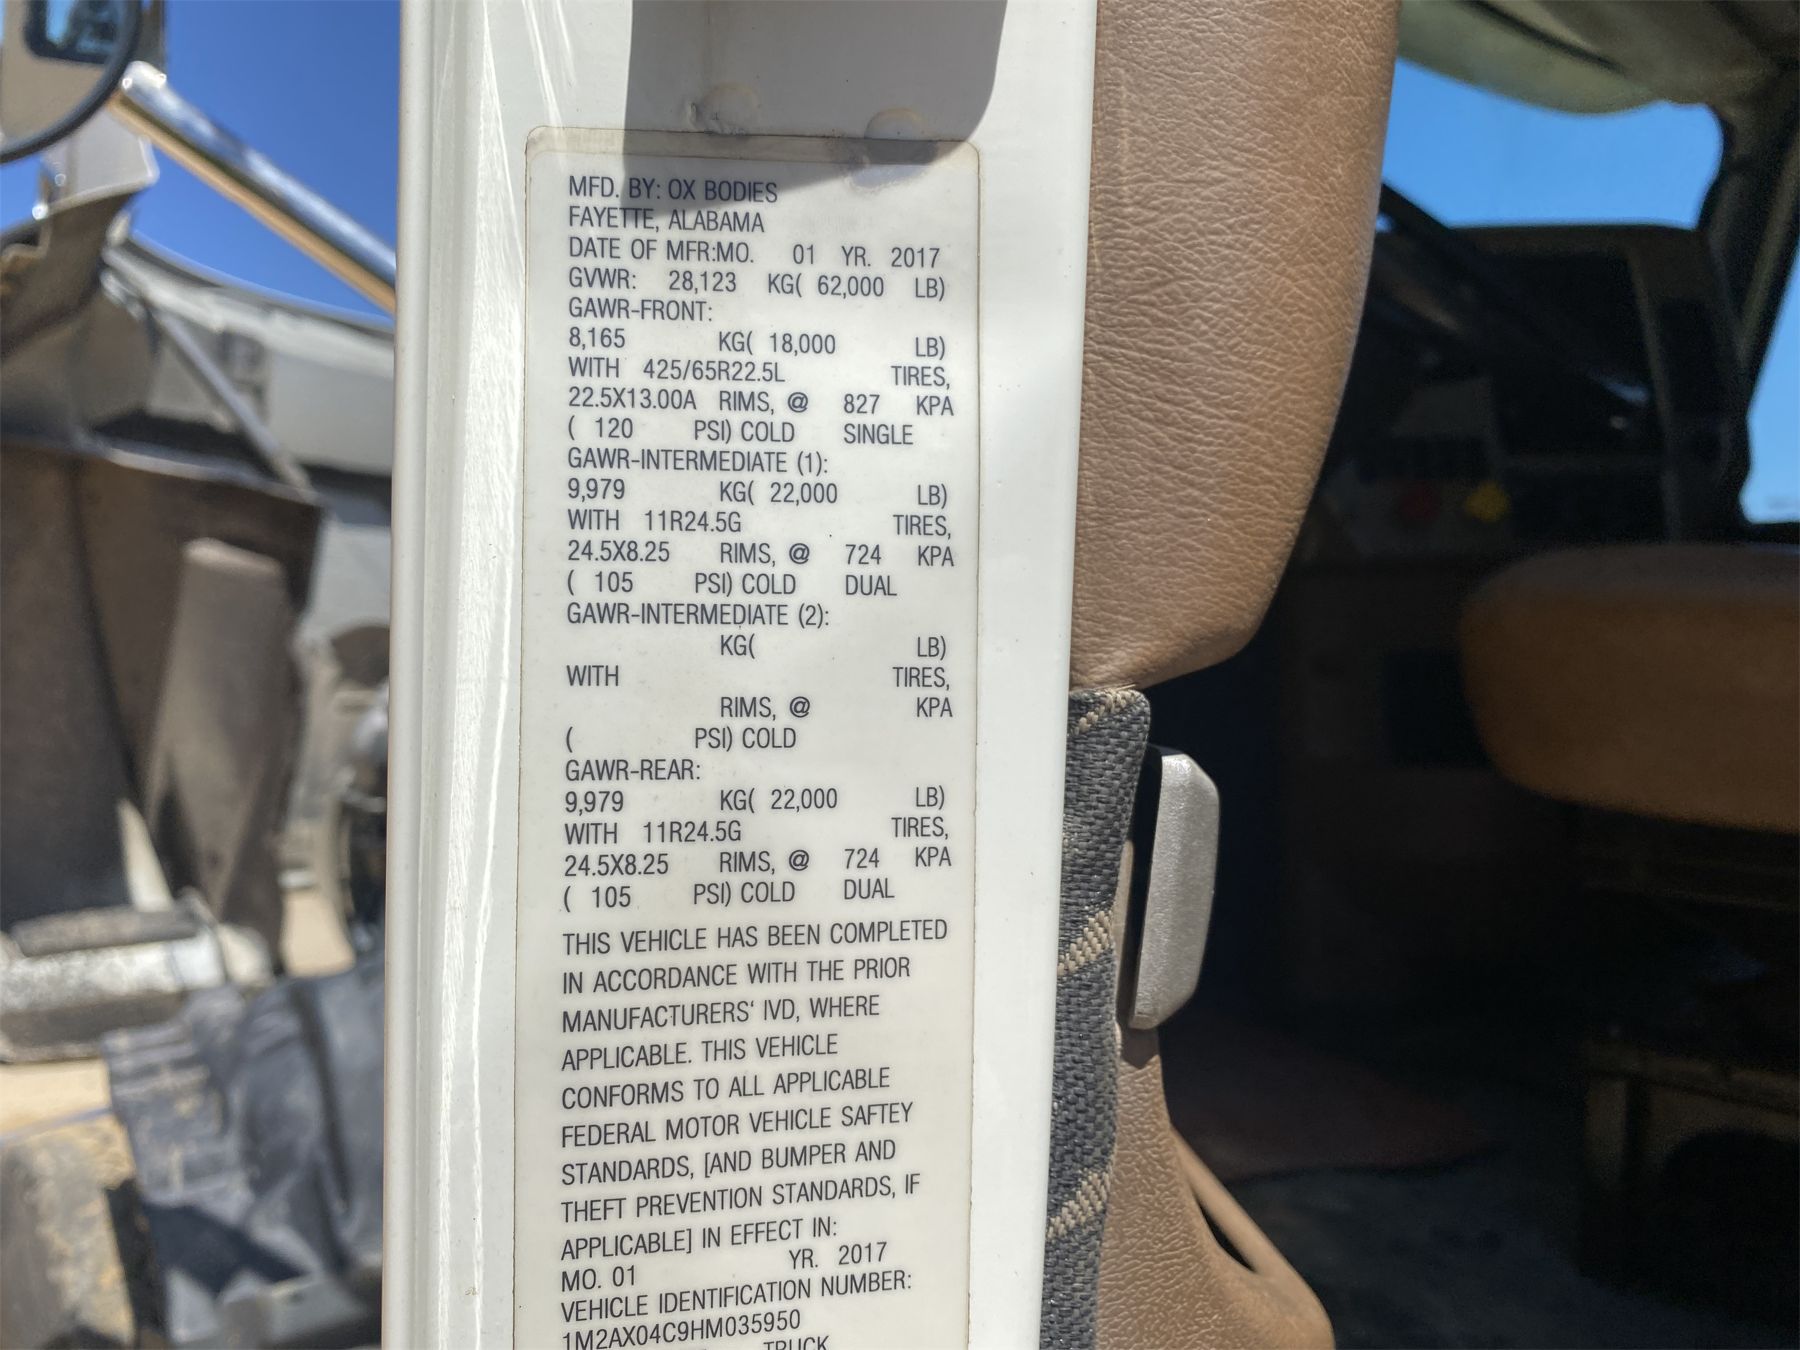 MFD. BY: OX BODIES
FAYETTE, ALABAMA
DATE OF MFR:MO. 01 YR. 2017
GVWR: 28,123 KG( 62,000 LB)
GAWR-FRONT:
8,165 KG( 18,000 LB)
WITH 425/65R22.5L TIRES,
22.5X13.00A RIMS, @ 827 KPA
( 120 PSI) COLD SINGLE
GAWR-INTERMEDIATE (1):
9,979 KG( 22,000 LB)
WITH 11R24.5G TIRES,
24.5X8.25 RIMS, @ 724 KPA
( 105 PSI) COLD DUAL
GAWR-INTERMEDIATE (2):
KG( LB)
WITH TIRES,
RIMS, @ KPA
( PSI) COLD
GAWR-REAR:
9,979 KG( 22,000 LB)
WITH 11R24.5G TIRES,
24.5X8.25 RIMS, @ 724 KPA
( 105 PSI) COLD DUAL
THIS VEHICLE HAS BEEN COMPLETED
IN ACCORDANCE WITH THE PRIOR
MANUFACTURERS' IVD, WHERE
APPLICABLE. THIS VEHICLE
CONFORMS TO ALL APPLICABLE
FEDERAL MOTOR VEHICLE SAFTEY
STANDARDS, [AND BUMPER AND
THEFT PREVENTION STANDARDS, IF
APPLICABLE] IN EFFECT IN:
MO. 01 YR. 2017
VEHICLE IDENTIFICATION NUMBER:
1M2AX04C9HM035950
TRUCK